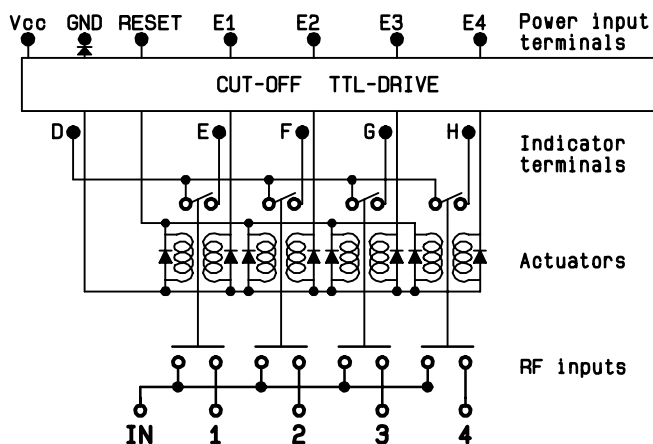 Vcc GND RESET E1 E2 E3 E4 Power input
terminals
CUT-OFF TTL-DRIVE
D E F G H Indicator
terminals
Actuators
RF inputs
IN 1 2 3 4